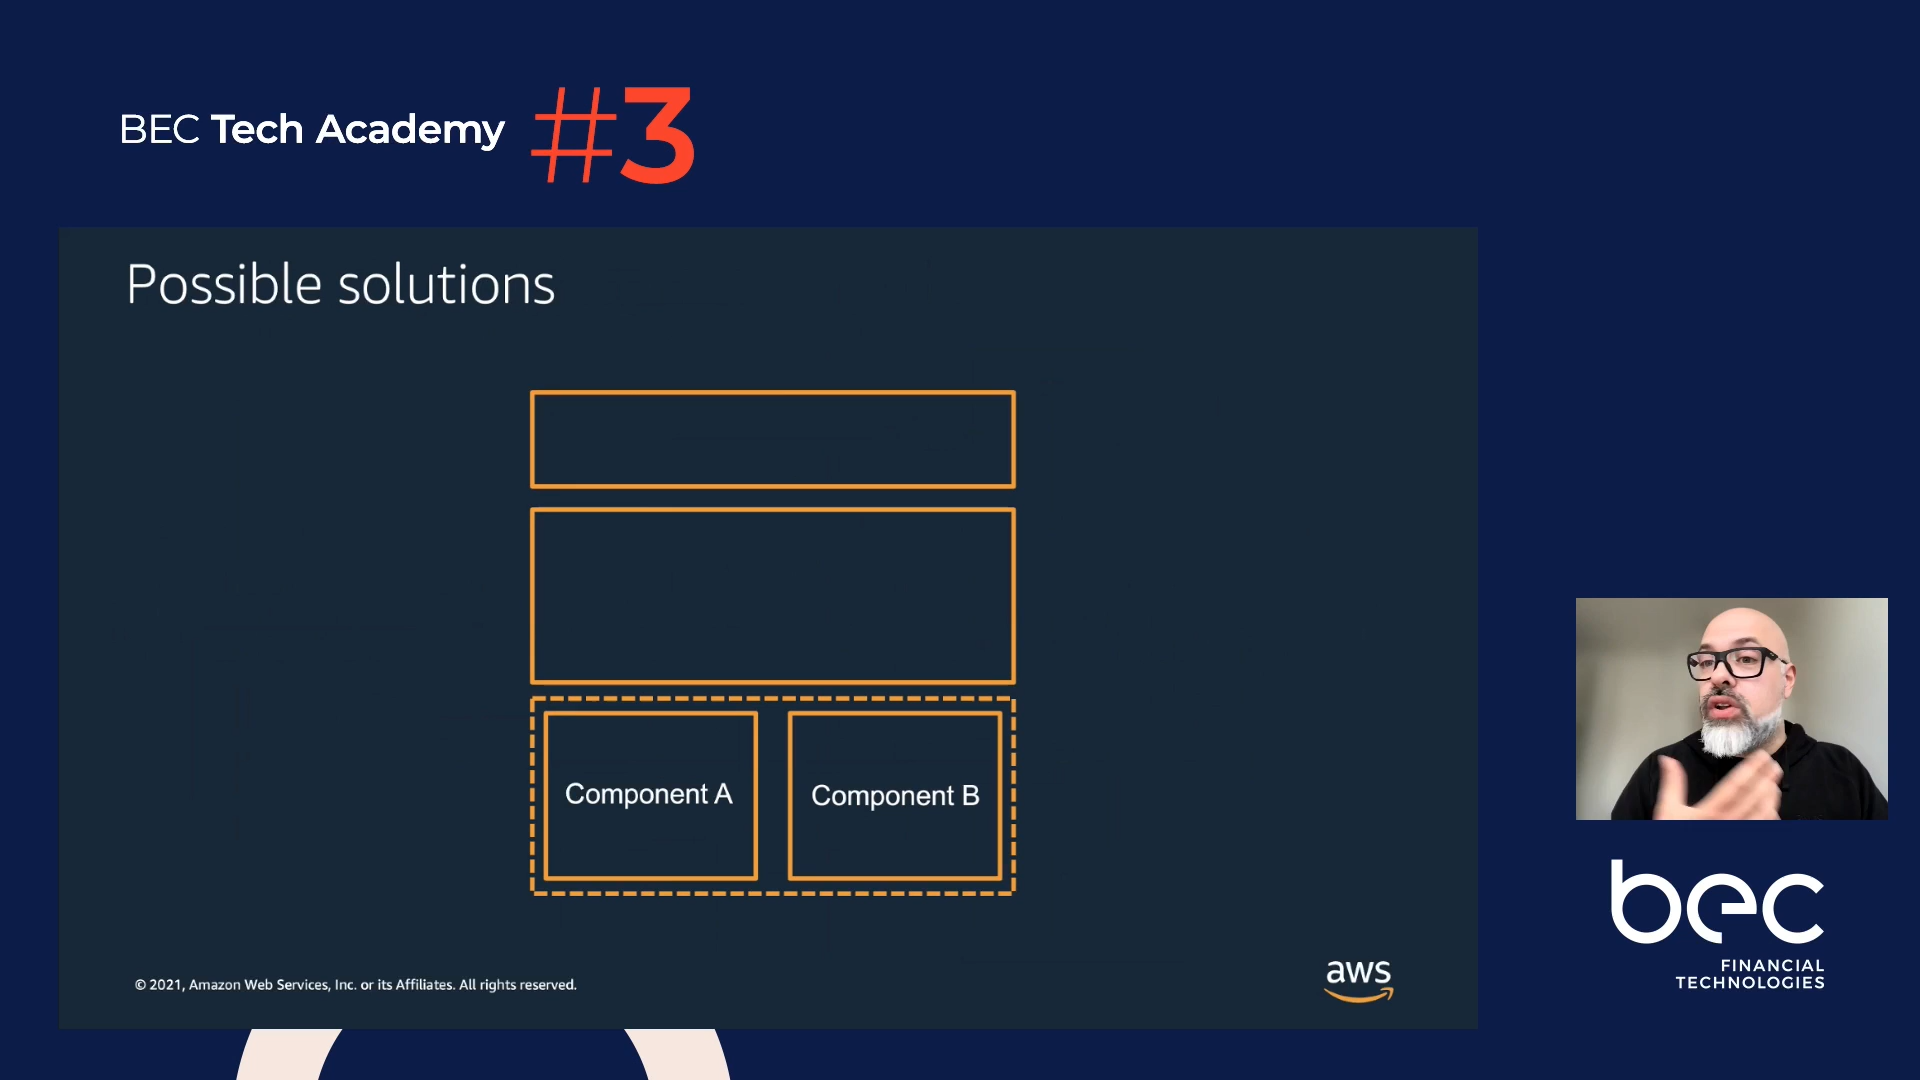 BEC Tech Academy #3
Possible solutions
Component A
Component B
© 2021, Amazon Web Services, Inc. or its Affiliates. All rights reserved.
aws
bec
FINANCIAL
TECHNOLOGIES